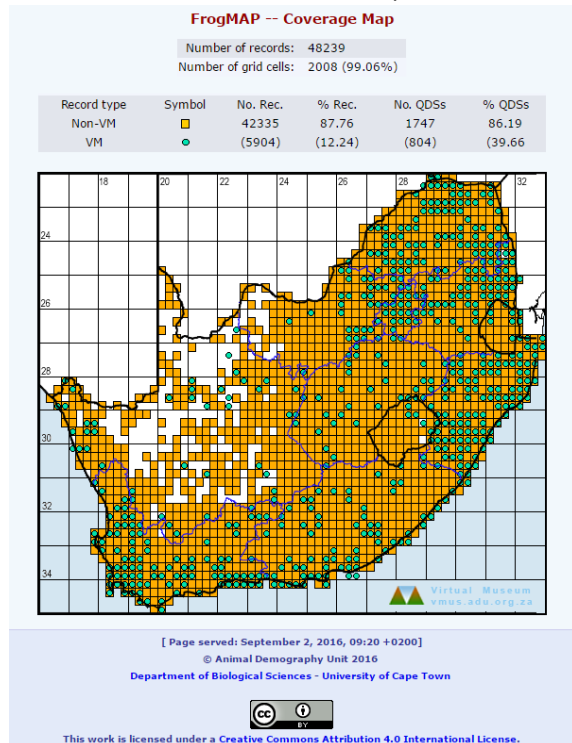 FrogMAP -- Coverage Map
Number of records: 48239
Number of grid cells: 2008 (99.06%)
Record type Symbol No. Rec. % Rec. No. QDSs % QDSs
Non-VM 42335 87.76 1747 86.19
VM (5904) (12.24) (804) (39.66
18 20 22 24 26 28 32
24
26
28
30
32
34
Virtual Museum
vmus.adu.org.za
[ Page served: September 2, 2016, 09:20 +0200]
© Animal Demography Unit 2016
Department of Biological Sciences - University of Cape Town
cc BY
This work is licensed under a Creative Commons Attribution 4.0 International License.